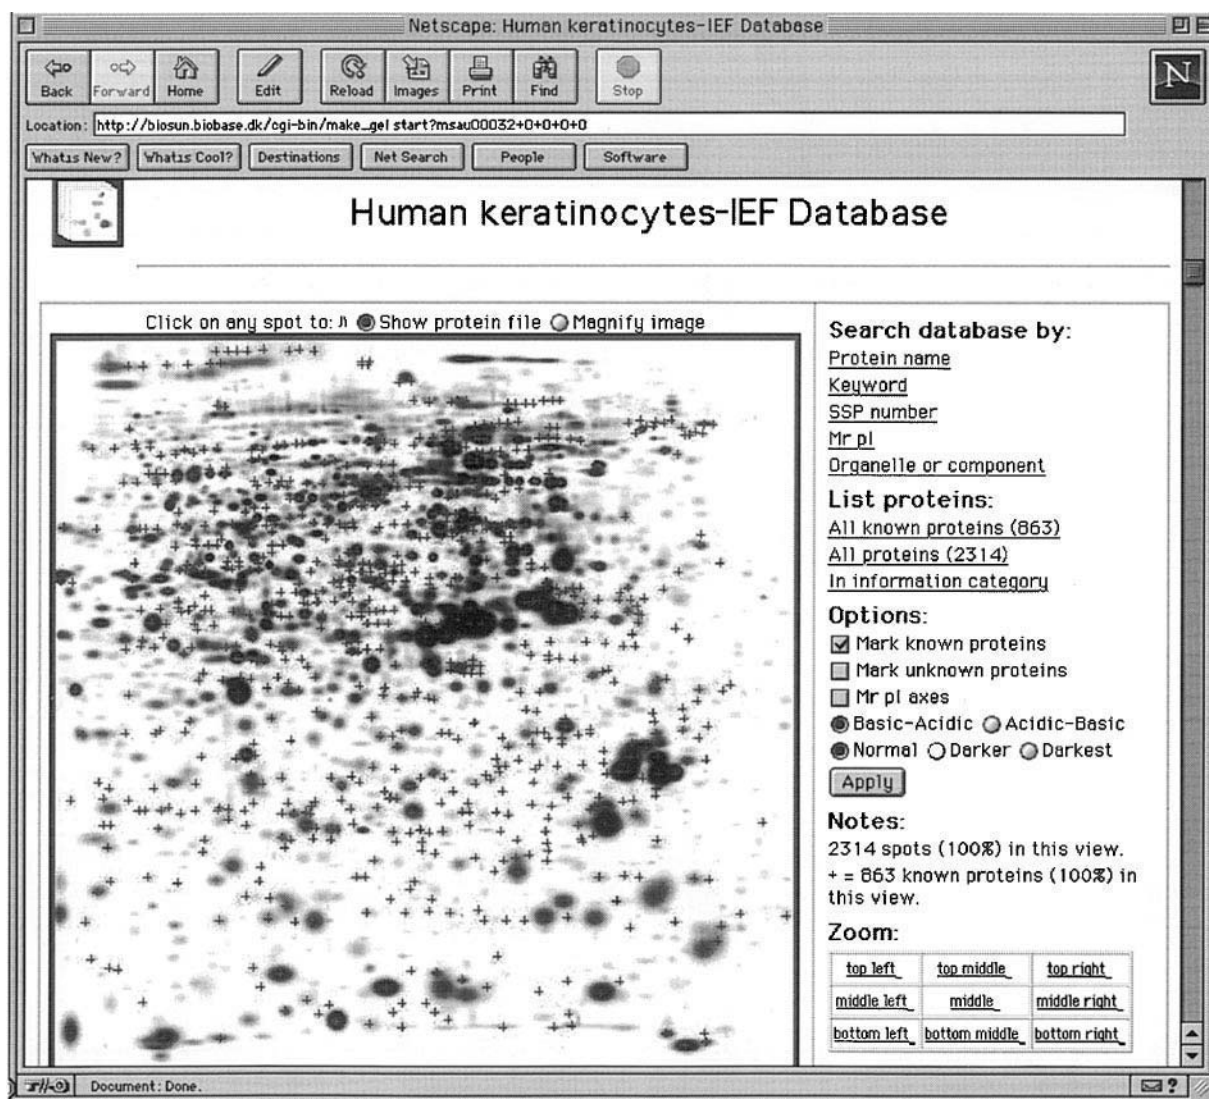 Netscape: Human keratinocytes-IEF Database
Back Forward Home Edit Reload Images Print Find Stop
N
Location: http://biosun.biobase.dk/cgi-bin/make_gel start?msau00032+0+0+0+0
What's New? What's Cool? Destinations Net Search People Software
Human keratinocytes-IEF Database
Click on any spot to: Show protein file Magnify image
Search database by:
Protein name
Keyword
SSP number
Mr pI
Organelle or component
List proteins:
All known proteins (863)
All proteins (2314)
In information category
Options:
Mark known proteins
Mark unknown proteins
Mr pI axes
Basic-Acidic Acidic-Basic
Normal Darker Darkest
Apply
Notes:
2314 spots (100%) in this view.
+ = 863 known proteins (100%) in
this view.
Zoom:
top left top middle top right
middle left middle middle right
bottom left bottom middle bottom right
Document: Done.
?